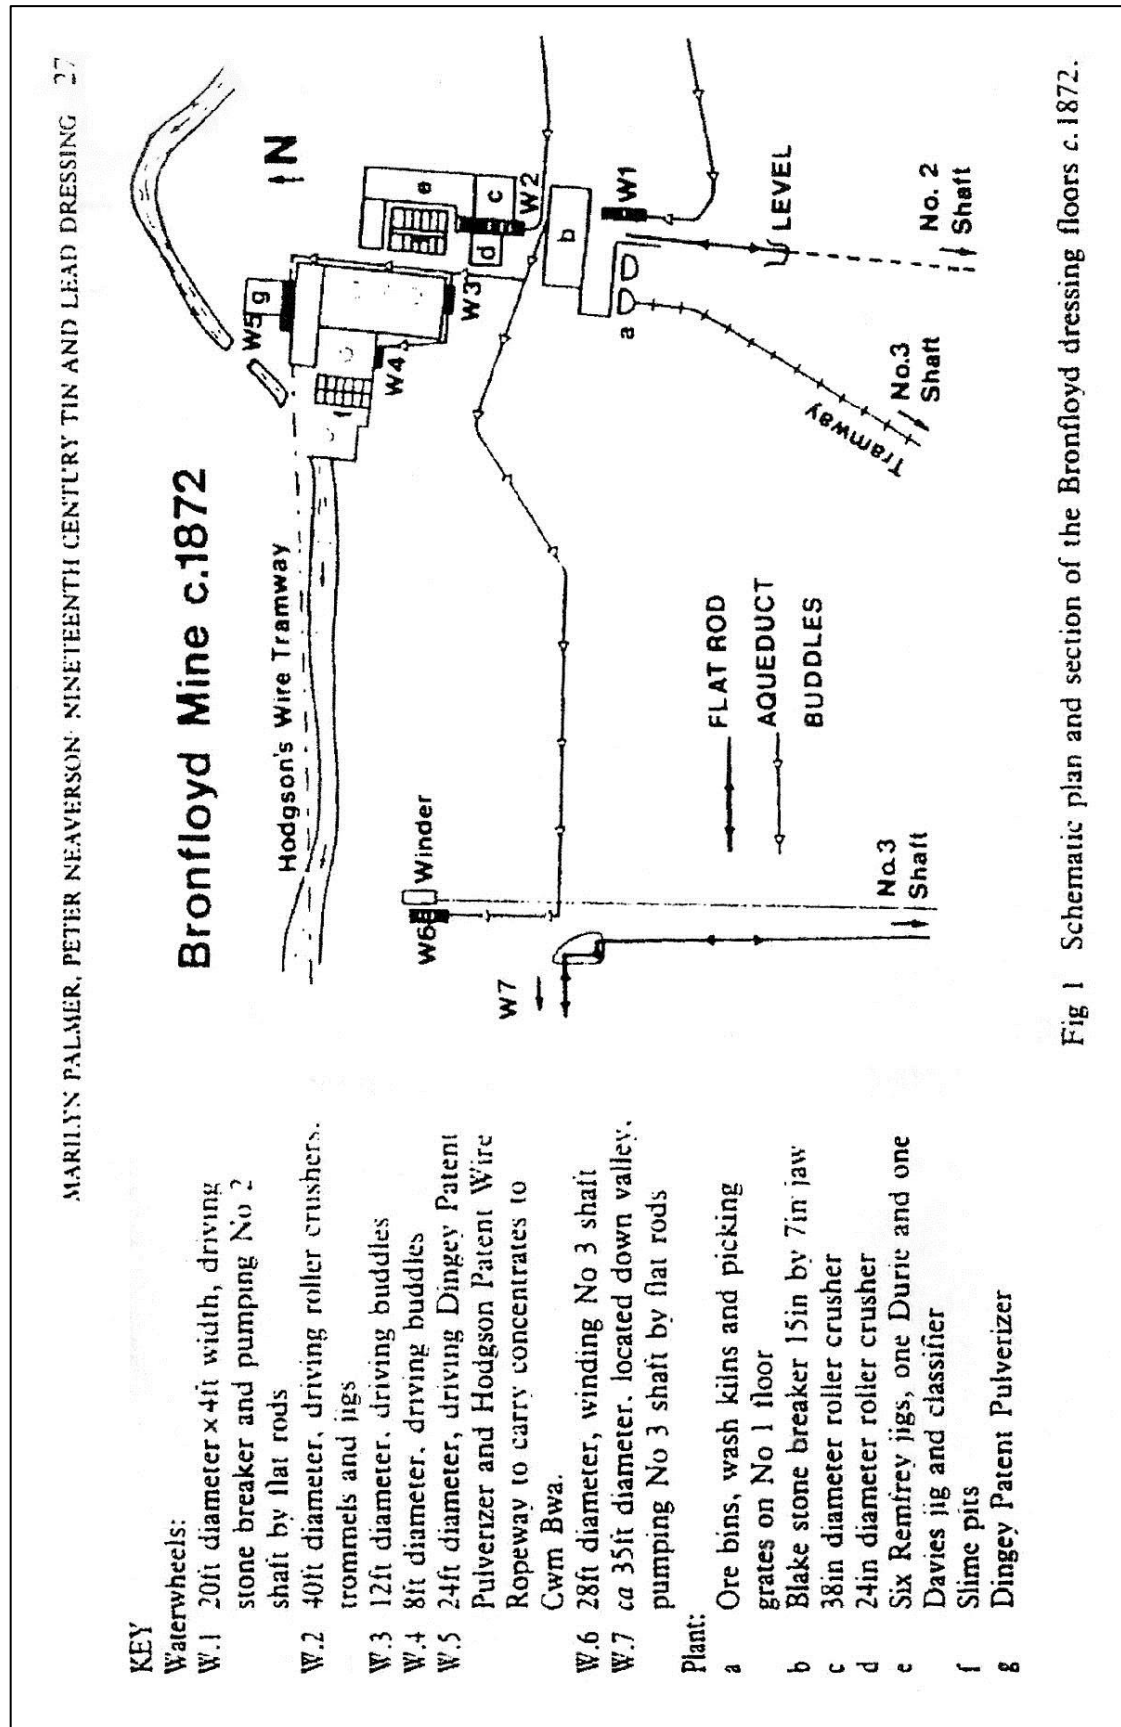 MARILYN PALMER, PETER NEAVERSON: NINETEENTH CENTURY TIN AND LEAD DRESSING 27
KEY
Waterwheels:
W.1 20ft diameter × 4ft width, driving
stone breaker and pumping No 2
shaft by flat rods
W.2 40ft diameter, driving roller crushers,
trommels and jigs
W.3 12ft diameter, driving buddles
W.4 8ft diameter, driving buddles
W.5 24ft diameter, driving Dingey Patent
Pulverizer and Hodgson Patent Wire
Ropeway to carry concentrates to
Cwm Bwa.
W.6 28ft diameter, winding No 3 shaft
W.7 ca 35ft diameter, located down valley,
pumping No 3 shaft by flat rods
Plant:
a Ore bins, wash kilns and picking
grates on No 1 floor
b Blake stone breaker 15in by 7in jaw
c 38in diameter roller crusher
d 24in diameter roller crusher
e Six Remfrey jigs, one Durie and one
Davies jig and classifier
f Slime pits
g Dingey Patent Pulverizer
Bronfloyd Mine c.1872
N
Hodgson's Wire Tramway
W5
g
e
f
W4
W3
d
c
W2
b
W1
a
LEVEL
No. 2
Shaft
Tramway
No.3
Shaft
W6
Winder
W7
No.3
Shaft
FLAT ROD
AQUEDUCT
BUDDLES
Fig 1 Schematic plan and section of the Bronfloyd dressing floors c.1872.